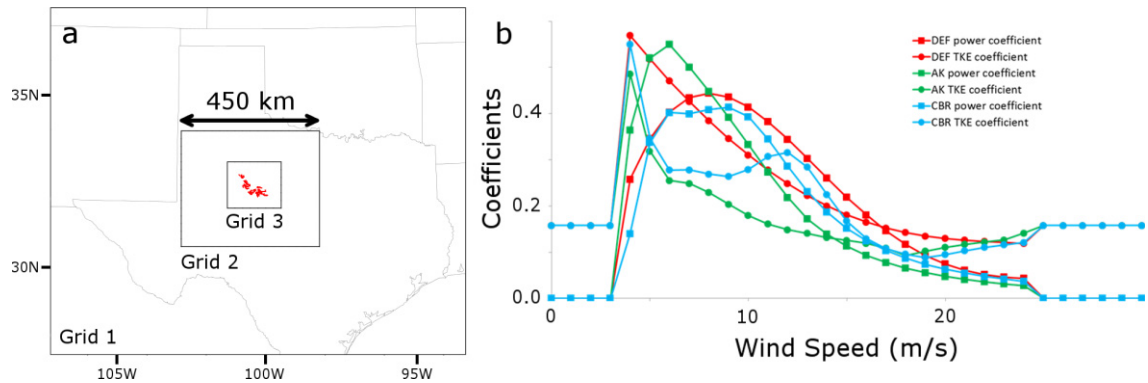 a
35N
30N
450 km
Grid 3
Grid 2
Grid 1
105W 100W 95W
b
Coefficients
0.4
0.2
0.0
DEF power coefficient
DEF TKE coefficient
AK power coefficient
AK TKE coefficient
CBR power coefficient
CBR TKE coefficient
0 10 20
Wind Speed (m/s)